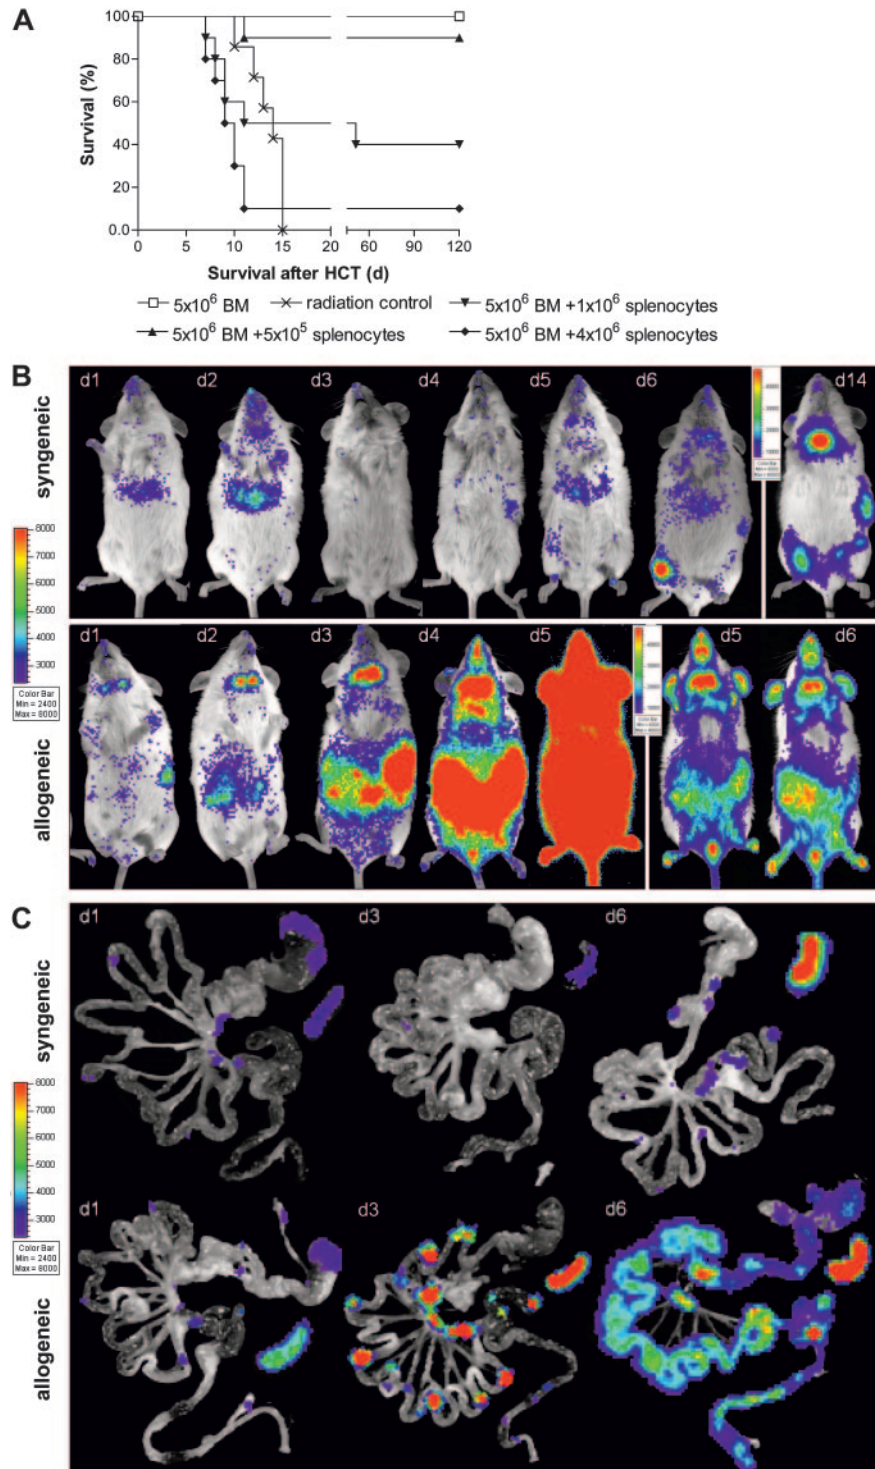 A
Survival (%)
100
80
60
40
20
0.0
0 5 10 15 20 60 90 120
Survival after HCT (d)
5x10⁶ BM radiation control 5x10⁶ BM +1x10⁶ splenocytes
5x10⁶ BM +5x10⁵ splenocytes 5x10⁶ BM +4x10⁶ splenocytes
B
syngeneic
d1 d2 d3 d4 d5 d6 d14
8000
7000
6000
5000
4000
3000
Color Bar
Min = 2400
Max = 8000
allogeneic
d1 d2 d3 d4 d5 d5 d6
C
syngeneic
d1 d3 d6
8000
7000
6000
5000
4000
3000
Color Bar
Min = 2400
Max = 8000
allogeneic
d1 d3 d6